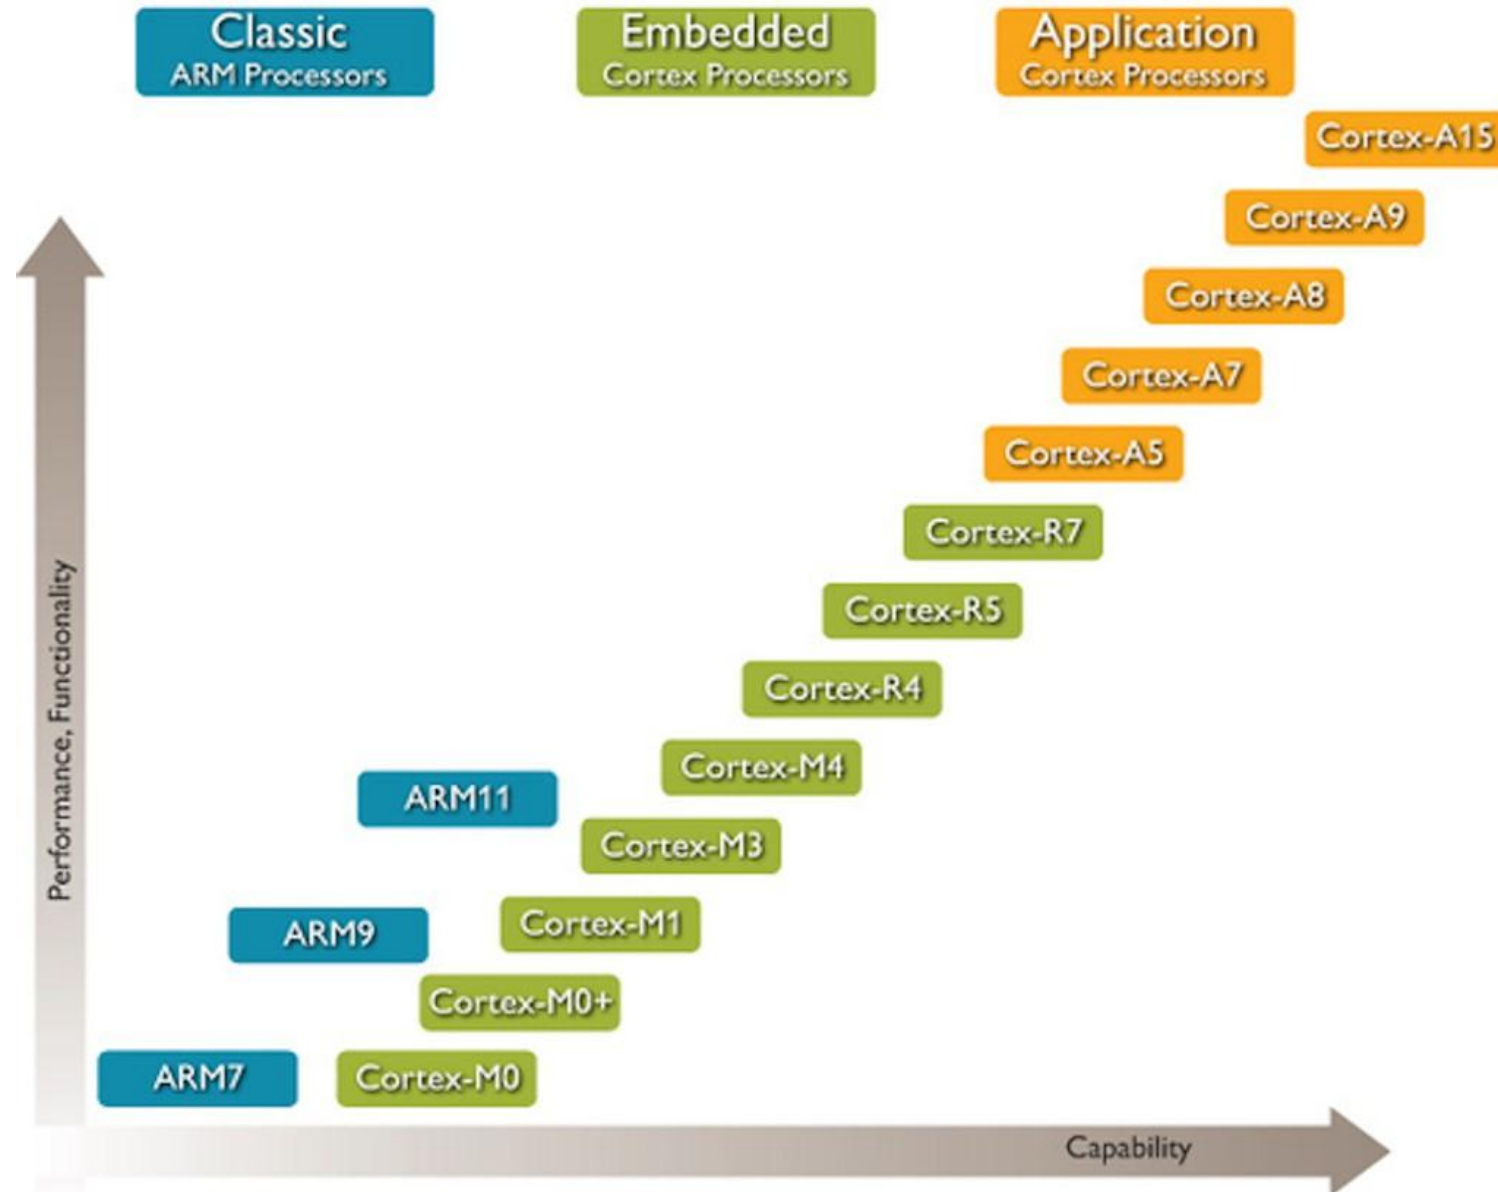 Classic
ARM Processors
Embedded
Cortex Processors
Application
Cortex Processors
Cortex-A15
Cortex-A9
Cortex-A8
Cortex-A7
Cortex-A5
Cortex-R7
Cortex-R5
Cortex-R4
Cortex-M4
ARM11
Cortex-M3
Cortex-M1
ARM9
Cortex-M0+
ARM7
Cortex-M0
Performance, Functionality
Capability